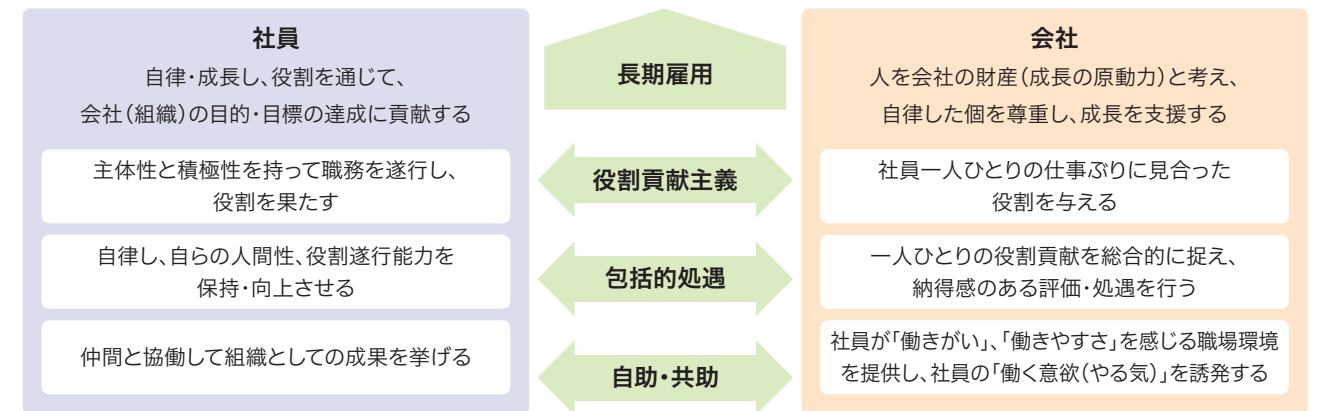 社員
自律・成長し、役割を通じて、
会社（組織）の目的・目標の達成に貢献する
主体性と積極性を持って職務を遂行し、
役割を果たす
自律し、自らの人間性、役割遂行能力を
保持・向上させる
仲間と協働して組織としての成果を挙げる
長期雇用
役割貢献主義
包括的処遇
自助・共助
会社
人を会社の財産（成長の原動力）と考え、
自律した個を尊重し、成長を支援する
社員一人ひとりの仕事ぶりに見合った
役割を与える
一人ひとりの役割貢献を総合的に捉え、
納得感のある評価・処遇を行う
社員が「働きがい」、「働きやすさ」を感じる職場環境
を提供し、社員の「働く意欲（やる気）」を誘発する